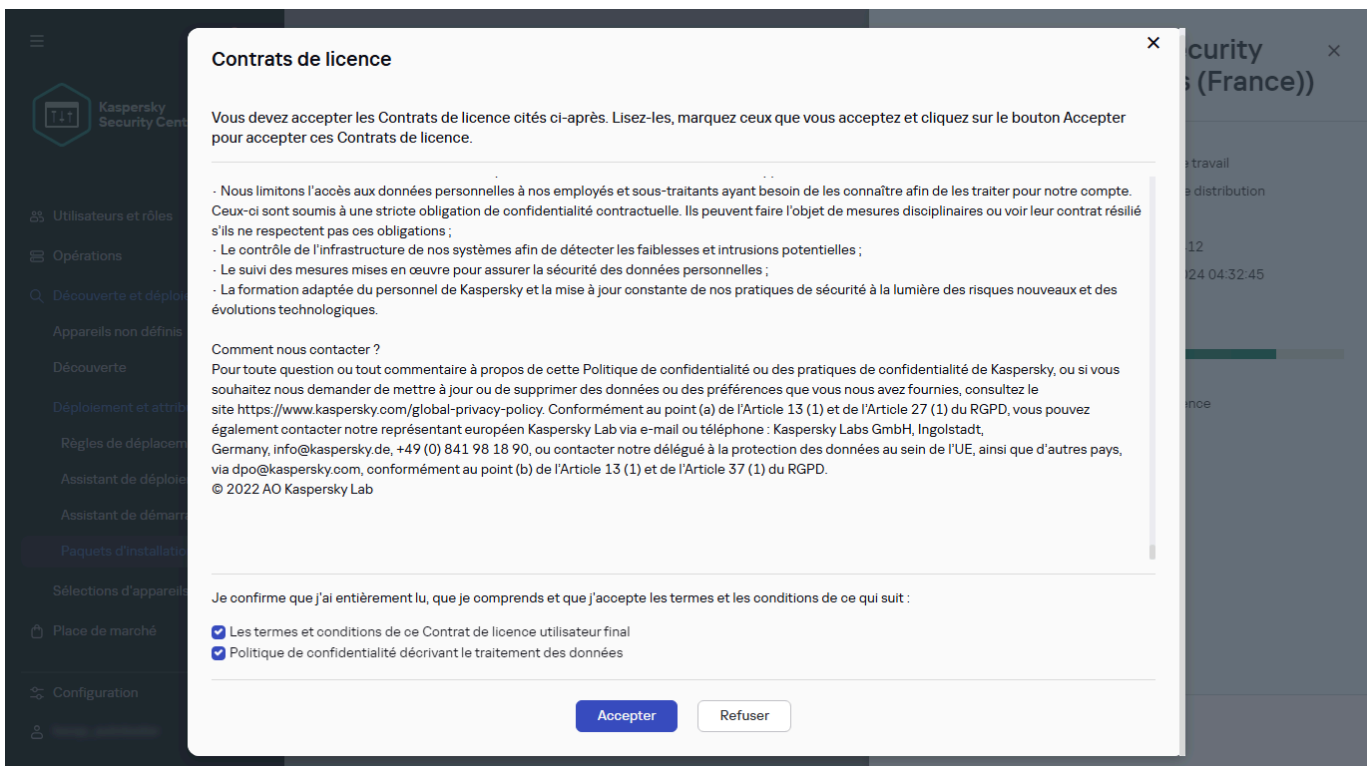 Contrats de licence
Vous devez accepter les Contrats de licence cités ci-après. Lisez-les, marquez ceux que vous acceptez et cliquez sur le bouton Accepter
pour accepter ces Contrats de licence.
· Nous limitons l'accès aux données personnelles à nos employés et sous-traitants ayant besoin de les connaître afin de les traiter pour notre compte.
Ceux-ci sont soumis à une stricte obligation de confidentialité contractuelle. Ils peuvent faire l'objet de mesures disciplinaires ou voir leur contrat résilié
s'ils ne respectent pas ces obligations ;
· Le contrôle de l'infrastructure de nos systèmes afin de détecter les faiblesses et intrusions potentielles ;
· Le suivi des mesures mises en œuvre pour assurer la sécurité des données personnelles ;
· La formation adaptée du personnel de Kaspersky et la mise à jour constante de nos pratiques de sécurité à la lumière des risques nouveaux et des
évolutions technologiques.
Comment nous contacter ?
Pour toute question ou tout commentaire à propos de cette Politique de confidentialité ou des pratiques de confidentialité de Kaspersky, ou si vous
souhaitez nous demander de mettre à jour ou de supprimer des données ou des préférences que vous nous avez fournies, consultez le
site https://www.kaspersky.com/global-privacy-policy. Conformément au point (a) de l'Article 13 (1) et de l'Article 27 (1) du RGPD, vous pouvez
également contacter notre représentant européen Kaspersky Lab via e-mail ou téléphone : Kaspersky Labs GmbH, Ingolstadt,
Germany, info@kaspersky.de, +49 (0) 841 98 18 90, ou contacter notre délégué à la protection des données au sein de l'UE, ainsi que d'autres pays,
via dpo@kaspersky.com, conformément au point (b) de l'Article 13 (1) et de l'Article 37 (1) du RGPD.
© 2022 AO Kaspersky Lab
Je confirme que j'ai entièrement lu, que je comprends et que j'accepte les termes et les conditions de ce qui suit :
Les termes et conditions de ce Contrat de licence utilisateur final
Politique de confidentialité décrivant le traitement des données
Accepter
Refuser
Kaspersky
Security Cent
Utilisateurs et rôles
Opérations
Découverte et déploie
Appareils non définis
Découverte
Déploiement et attrib
Règles de déplacem
Assistant de déploie
Assistant de démarr
Paquets d'installatio
Sélections d'appareils
Place de marché
Configuration
curity
(France))
travail
distribution
12
24 04:32:45
ence